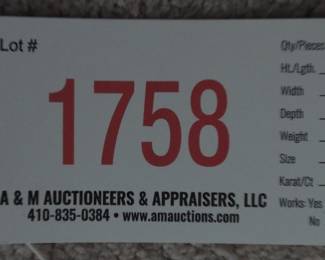 Lot #
1758
A & M AUCTIONEERS & APPRAISERS, LLC
410-835-0384 • www.amauctions.com
Qty/Pieces
Ht./Lgth.
Width
Depth
Weight
Size
Karat/Ct
Works: Yes
No